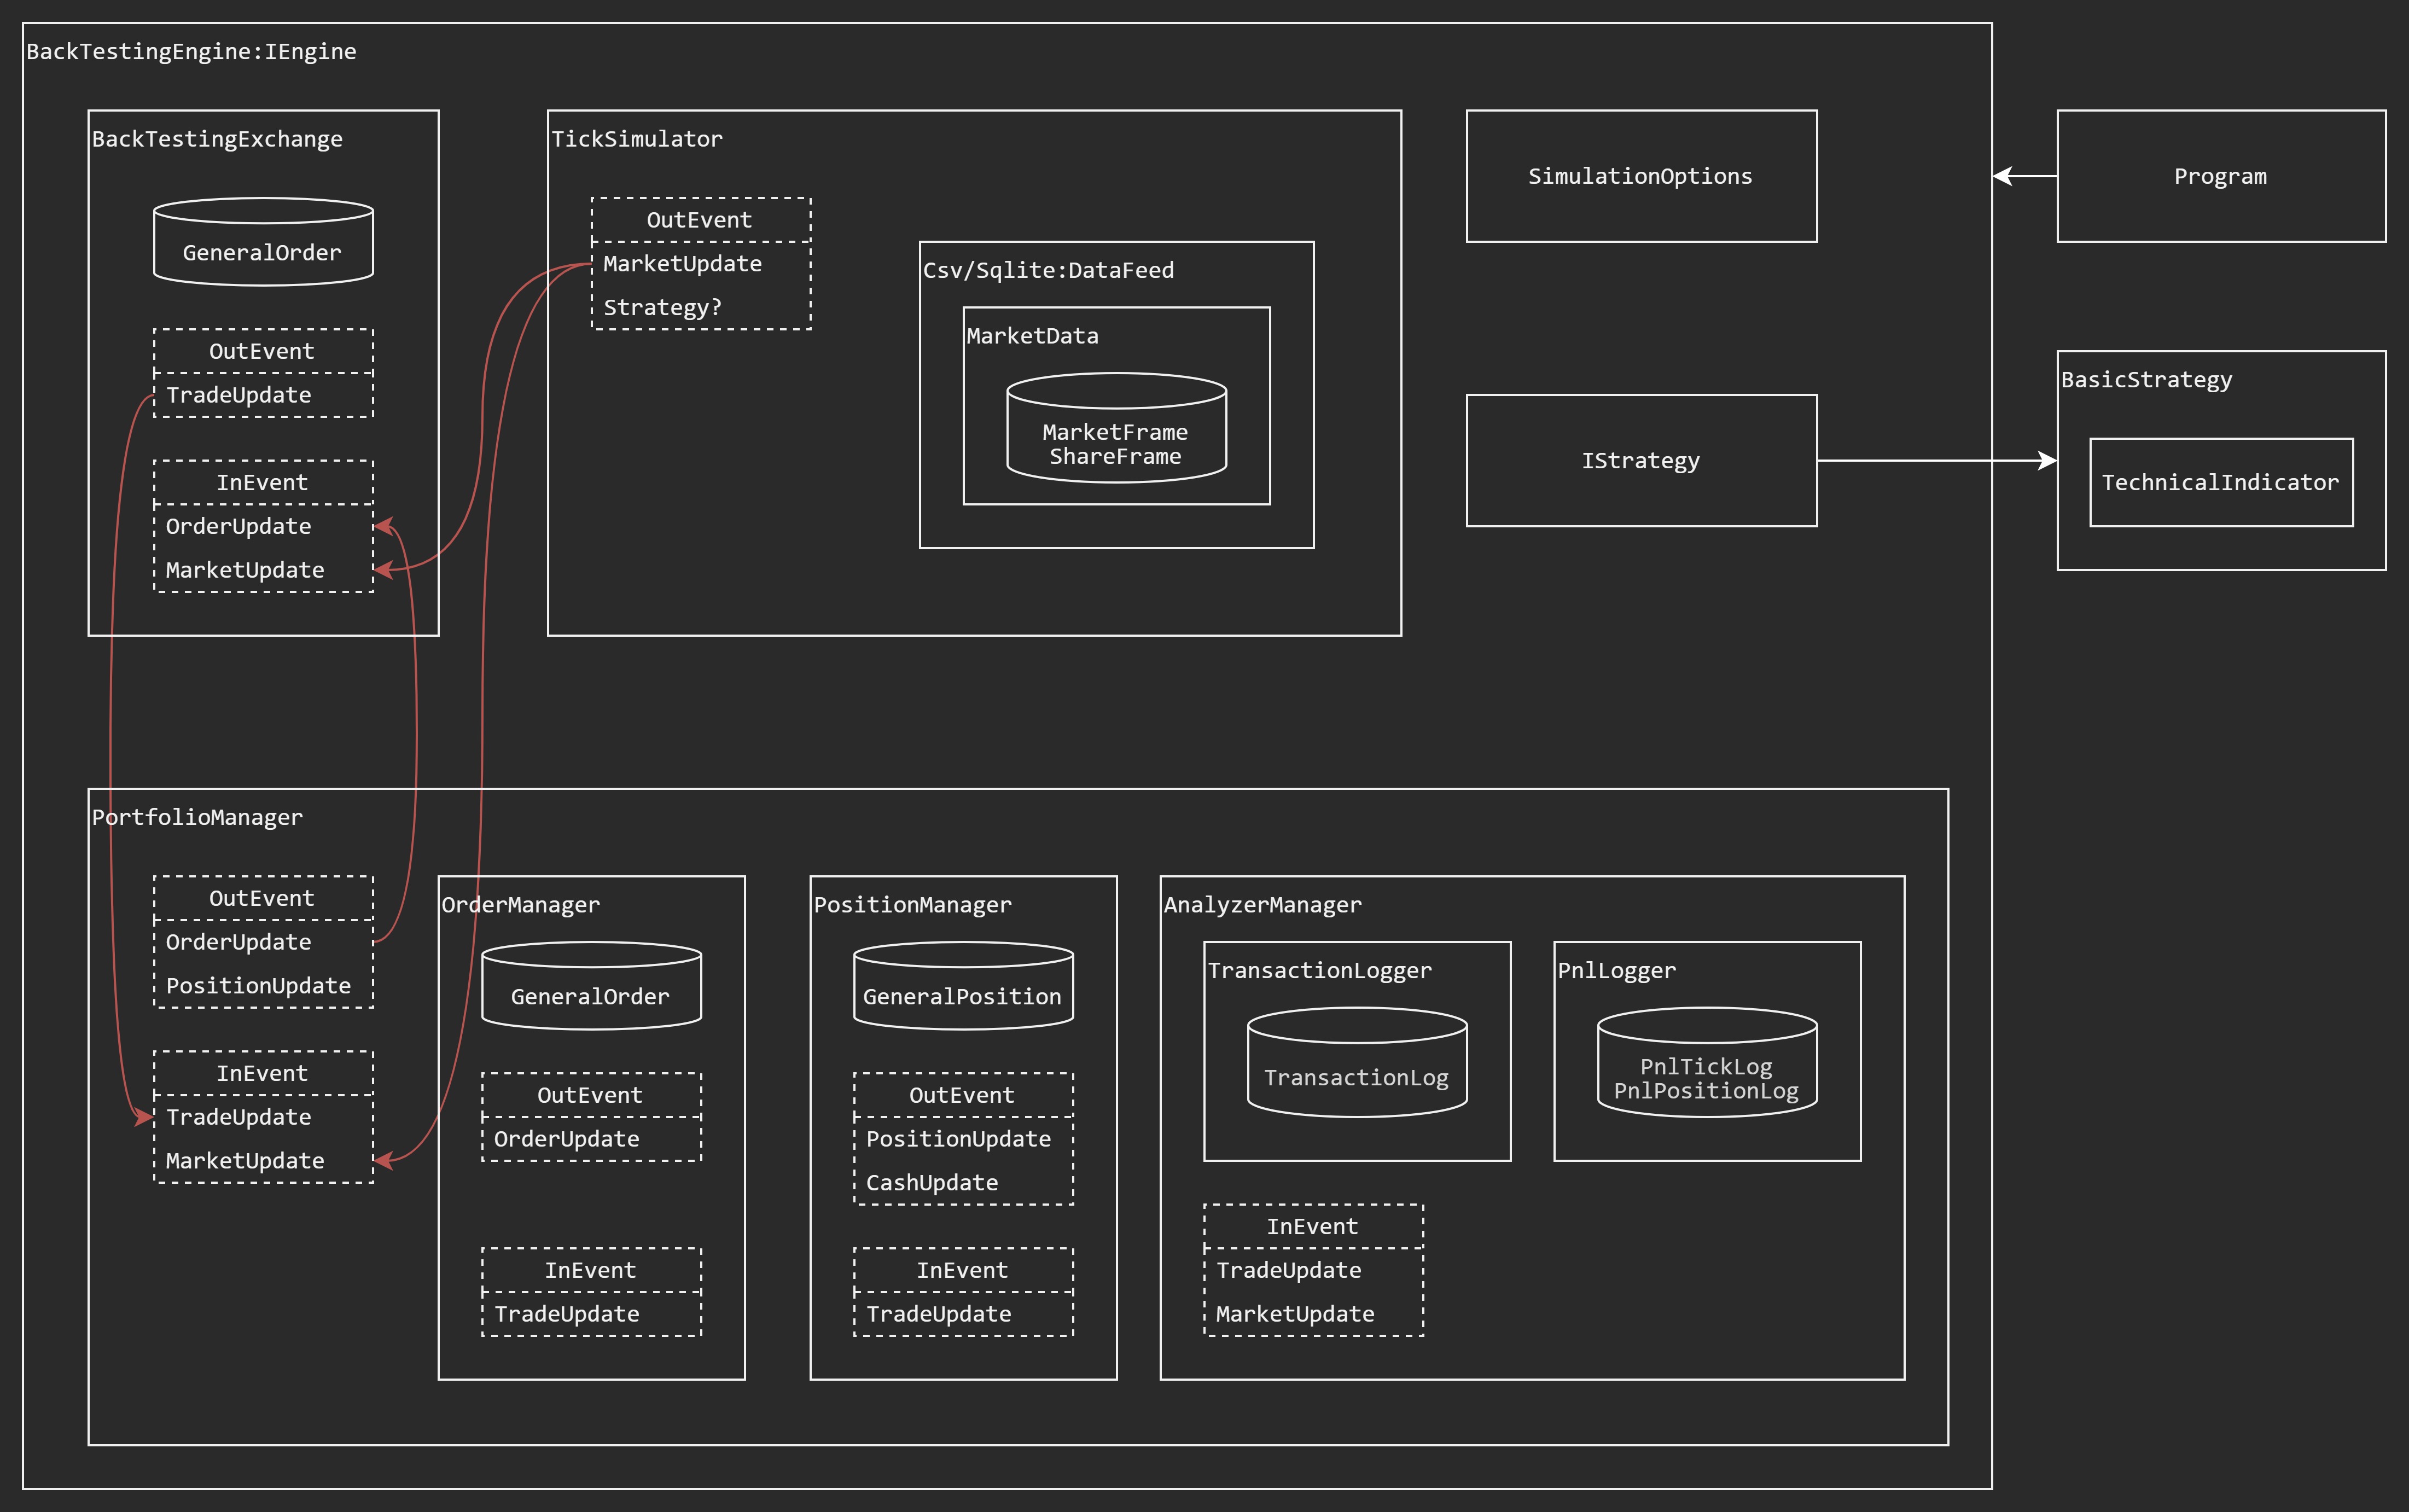 BackTestingEngine:IEngine
BackTestingExchange
GeneralOrder
OutEvent
TradeUpdate
InEvent
OrderUpdate
MarketUpdate
TickSimulator
OutEvent
MarketUpdate
Strategy?
Csv/Sqlite:DataFeed
MarketData
MarketFrame
ShareFrame
SimulationOptions
IStrategy
Program
BasicStrategy
TechnicalIndicator
PortfolioManager
OutEvent
OrderUpdate
PositionUpdate
InEvent
TradeUpdate
MarketUpdate
OrderManager
GeneralOrder
OutEvent
OrderUpdate
InEvent
TradeUpdate
PositionManager
GeneralPosition
OutEvent
PositionUpdate
CashUpdate
InEvent
TradeUpdate
AnalyzerManager
TransactionLogger
TransactionLog
PnlLogger
PnlTickLog
PnlPositionLog
InEvent
TradeUpdate
MarketUpdate